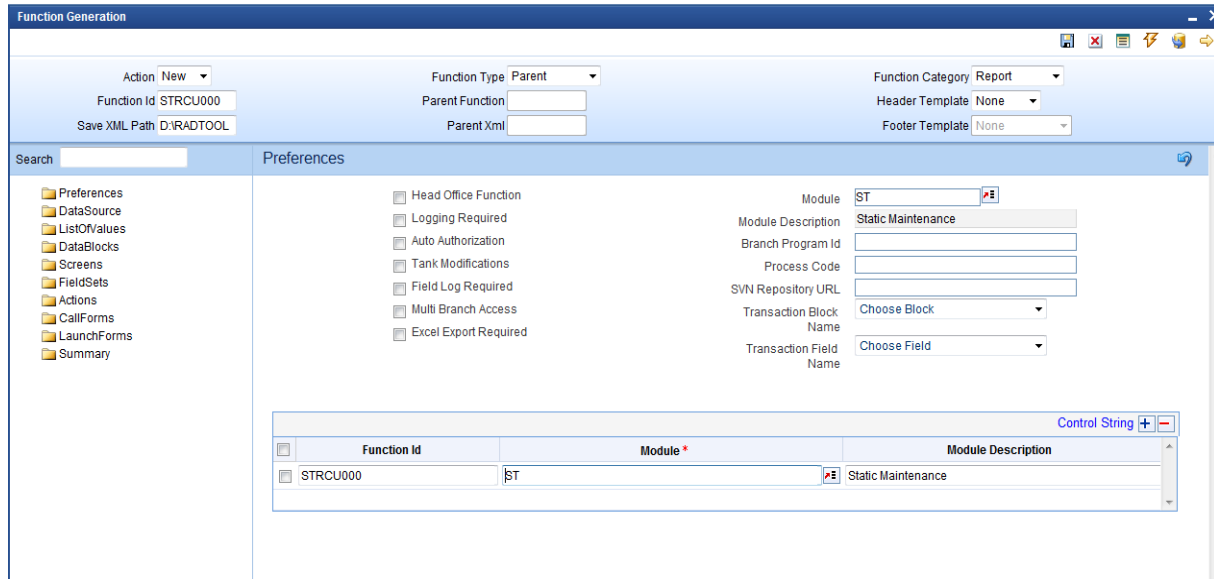 Function Generation
Action New Function Type Parent Function Category Report
Function Id STRCU000 Parent Function Header Template None
Save XML Path D:\RADTOOL Parent Xml Footer Template None
Search
Preferences
DataSource
ListOfValues
DataBlocks
Screens
FieldSets
Actions
CallForms
LaunchForms
Summary
Preferences
Head Office Function
Logging Required
Auto Authorization
Tank Modifications
Field Log Required
Multi Branch Access
Excel Export Required
Module ST
Module Description Static Maintenance
Branch Program Id
Process Code
SVN Repository URL
Transaction Block Name Choose Block
Transaction Field Name Choose Field
Control String
Function Id Module * Module Description
STRCU000 ST Static Maintenance